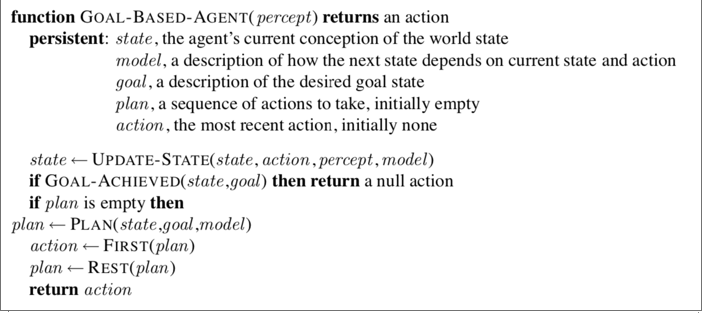 function GOAL-BASED-AGENT(percept) returns an action
persistent: state, the agent's current conception of the world state
model, a description of how the next state depends on current state and action
goal, a description of the desired goal state
plan, a sequence of actions to take, initially empty
action, the most recent action, initially none
state ← UPDATE-STATE(state, action, percept, model)
if GOAL-ACHIEVED(state,goal) then return a null action
if plan is empty then
plan ← PLAN(state,goal,model)
action ← FIRST(plan)
plan ← REST(plan)
return action